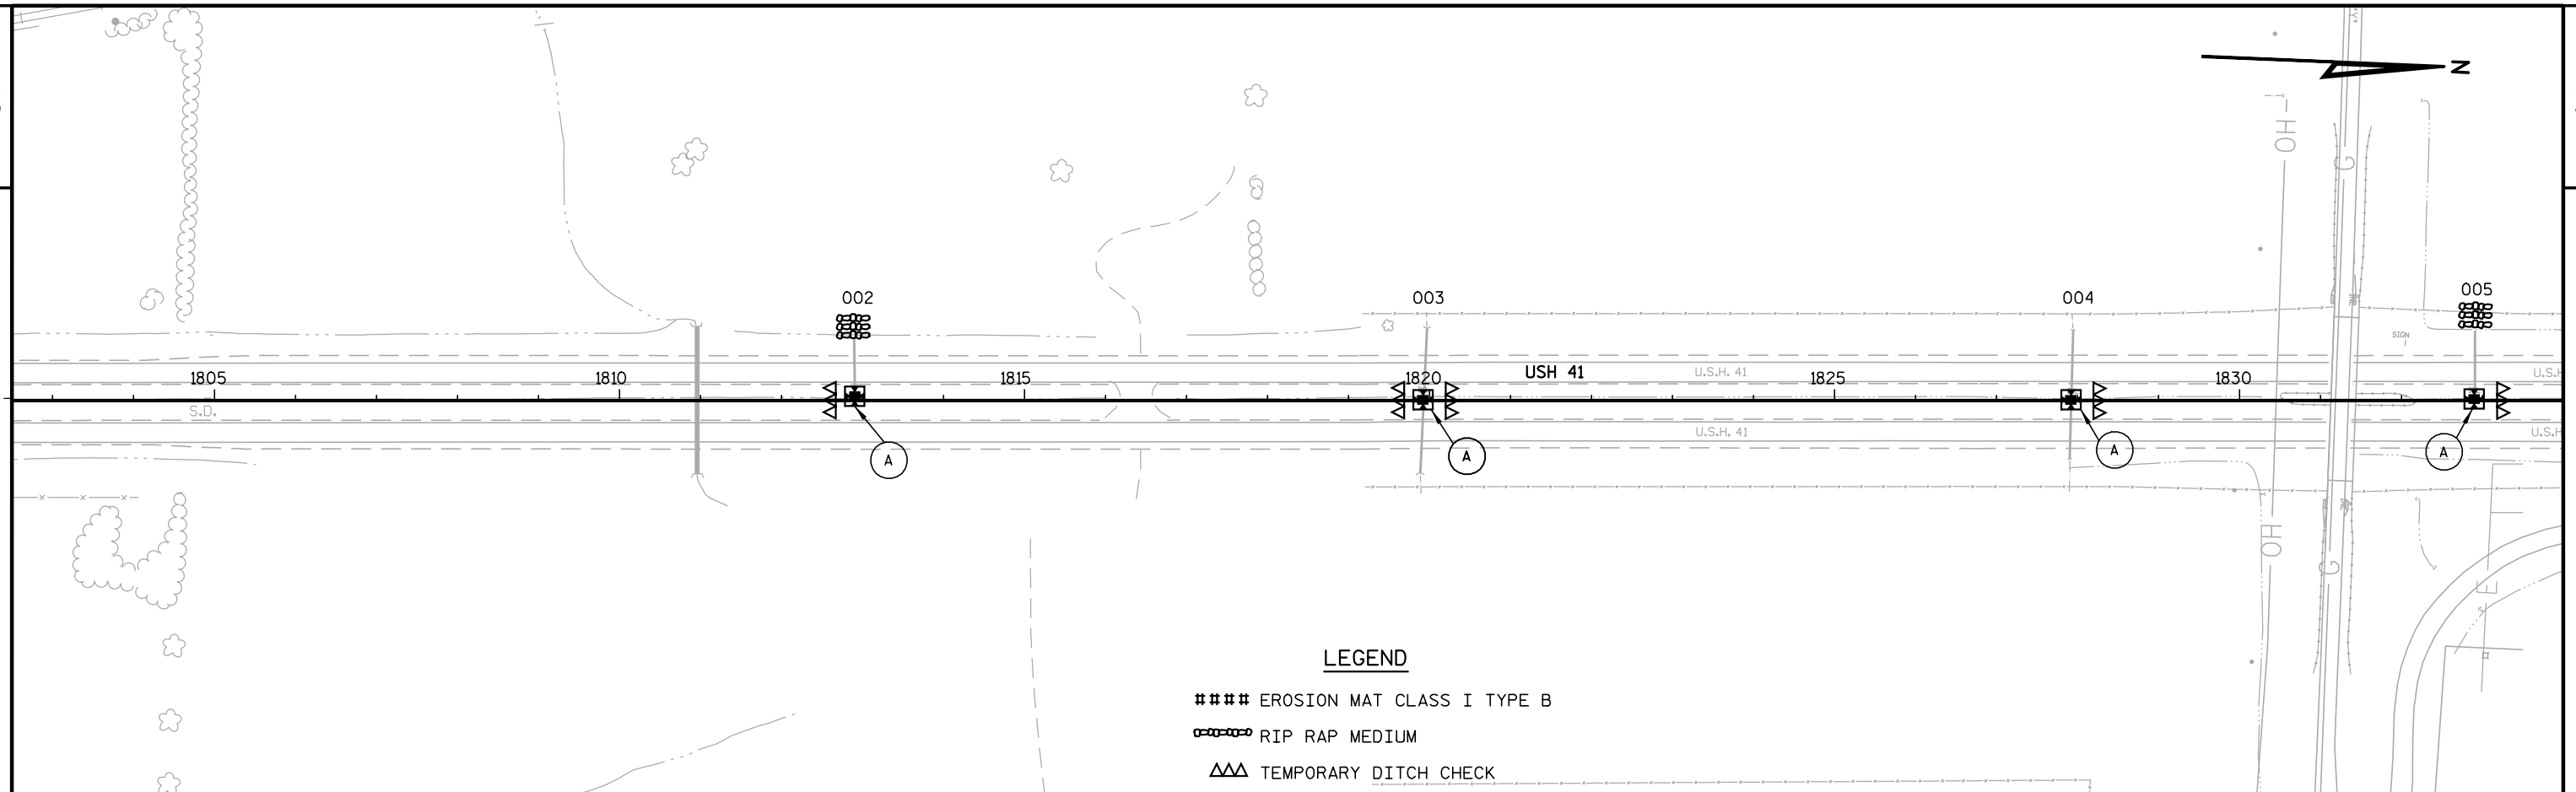 N
OH
G
002
003
004
005
SIGN
1805
1810
1815
1820
USH 41
U.S.H. 41
1825
1830
U.S.H
S.D.
U.S.H. 41
U.S.H
A
A
A
A
OH
G
E
LEGEND
EROSION MAT CLASS I TYPE B
RIP RAP MEDIUM
TEMPORARY DITCH CHECK